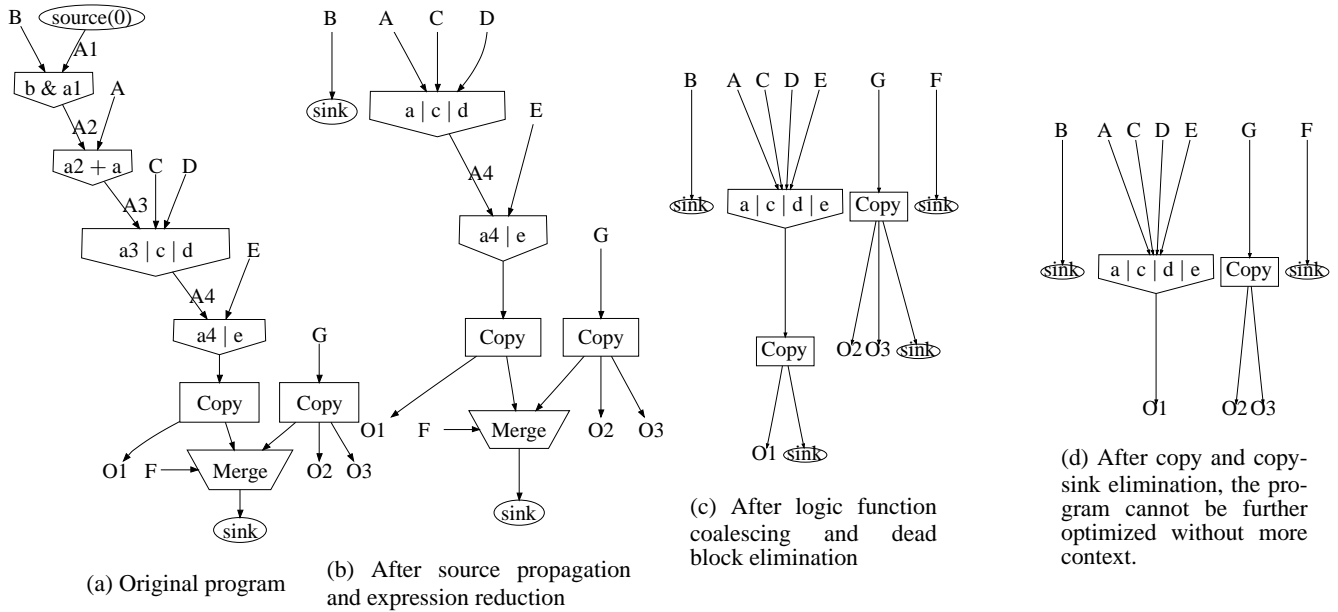 B
source(0)
A1
b & a1
A
A2
a2 + a
C
D
A3
a3 | c | d
E
A4
a4 | e
G
Copy
Copy
O1
F
Merge
O2
O3
sink
(a) Original program
B
A
C
D
sink
a | c | d
E
A4
a4 | e
G
Copy
Copy
O1
F
Merge
O2
O3
sink
(b) After source propagation
and expression reduction
B
A
C
D
E
G
F
sink
a | c | d | e
Copy
sink
Copy
O2
O3
sink
O1
sink
(c) After logic function
coalescing and dead
block elimination
B
A
C
D
E
G
F
sink
a | c | d | e
Copy
sink
O1
O2
O3
(d) After copy and copy-
sink elimination, the pro-
gram cannot be further
optimized without more
context.